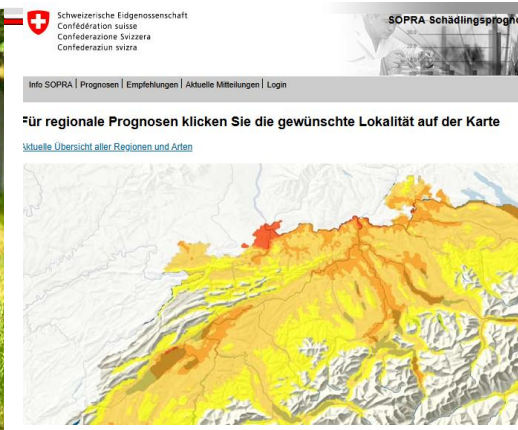 Schweizerische Eidgenossenschaft
Confédération suisse
Confederazione Svizzera
Confederaziun svizra
SOPRA Schädlingsprogno
Info SOPRA | Prognosen | Empfehlungen | Aktuelle Mitteilungen | Login
Für regionale Prognosen klicken Sie die gewünschte Lokalität auf der Karte
Aktuelle Übersicht aller Regionen und Arten